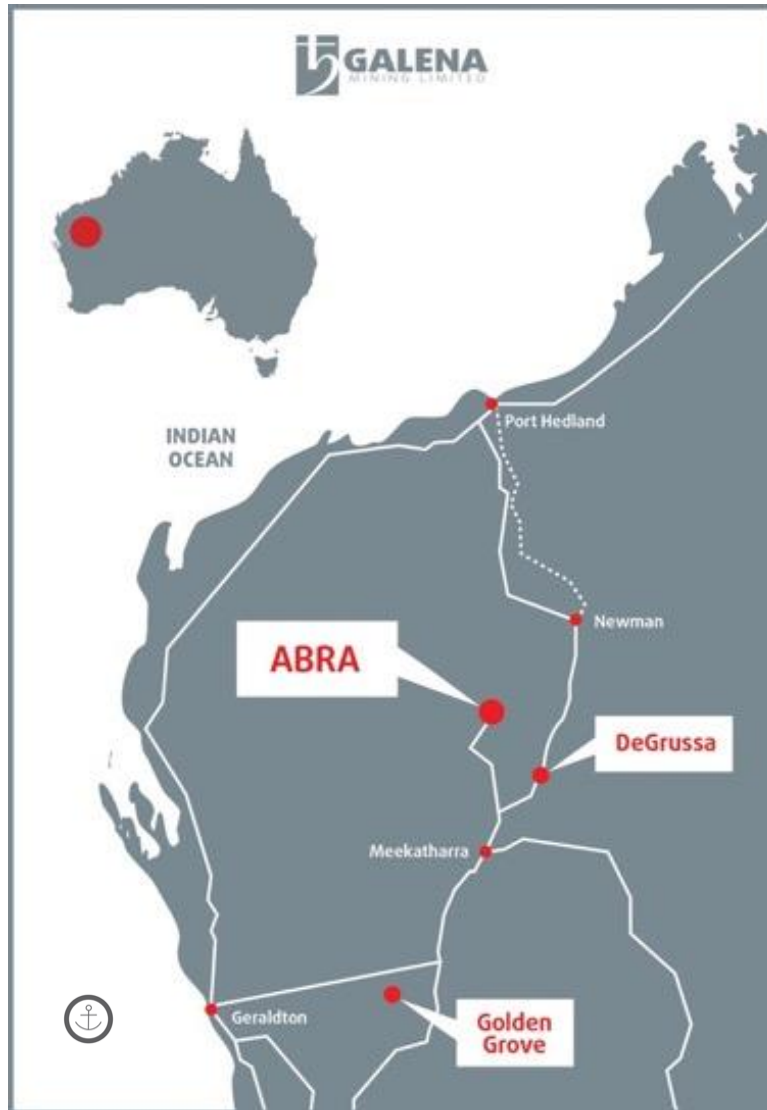 GALENA
MINING LIMITED
INDIAN
OCEAN
Port Hedland
ABRA
Newman
DeGrussa
Meekatharra
Geraldton
Golden
Grove